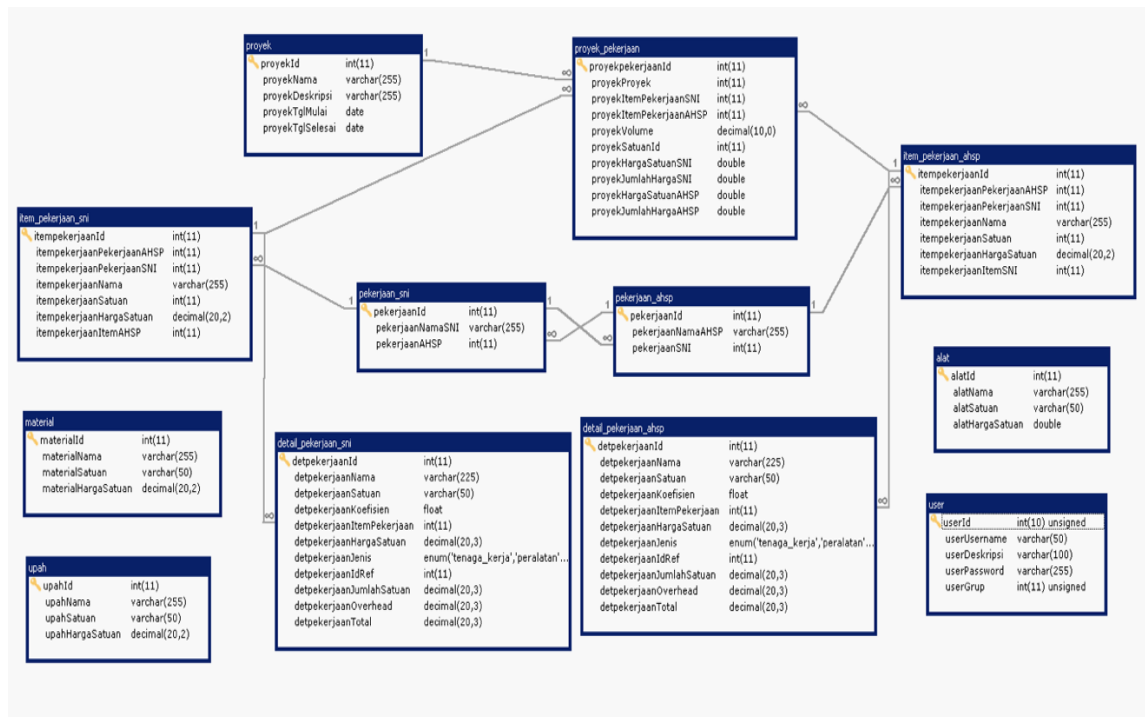 proyek
proyekId int(11)
proyekNama varchar(255)
proyekDeskripsi varchar(255)
proyekTglMulai date
proyekTglSelesai date
1
∞
∞
proyek_pekerjaan
proyekpekerjaanId int(11)
proyekProyek int(11)
proyekItemPekerjaanSNI int(11)
proyekItemPekerjaanAHSP int(11)
proyekVolume decimal(10,0)
proyekSatuanId int(11)
proyekHargaSatuanSNI double
proyekJumlahHargaSNI double
proyekHargaSatuanAHSP double
proyekJumlahHargaAHSP double
∞
1
∞
item_pekerjaan_ahsp
itempekerjaanId int(11)
itempekerjaanPekerjaanAHSP int(11)
itempekerjaanPekerjaanSNI int(11)
itempekerjaanNama varchar(255)
itempekerjaanSatuan int(11)
itempekerjaanHargaSatuan decimal(20,2)
itempekerjaanItemSNI int(11)
item_pekerjaan_sni
itempekerjaanId int(11)
itempekerjaanPekerjaanAHSP int(11)
itempekerjaanPekerjaanSNI int(11)
itempekerjaanNama varchar(255)
itempekerjaanSatuan int(11)
itempekerjaanHargaSatuan decimal(20,2)
itempekerjaanItemAHSP int(11)
1
∞
1
pekerjaan_sni
pekerjaanId int(11)
pekerjaanNamaSNI varchar(255)
pekerjaanAHSP int(11)
1
∞
1
∞
pekerjaan_ahsp
pekerjaanId int(11)
pekerjaanNamaAHSP varchar(255)
pekerjaanSNI int(11)
1
alat
alatId int(11)
alatNama varchar(255)
alatSatuan varchar(50)
alatHargaSatuan double
material
materialId int(11)
materialNama varchar(255)
materialSatuan varchar(50)
materialHargaSatuan decimal(20,2)
∞
detail_pekerjaan_sni
detpekerjaanId int(11)
detpekerjaanNama varchar(225)
detpekerjaanSatuan varchar(50)
detpekerjaanKoefisien float
detpekerjaanItemPekerjaan int(11)
detpekerjaanHargaSatuan decimal(20,3)
detpekerjaanJenis enum('tenaga_kerja','peralatan'...
detpekerjaanIdRef int(11)
detpekerjaanJumlahSatuan decimal(20,3)
detpekerjaanOverhead decimal(20,3)
detpekerjaanTotal decimal(20,3)
detail_pekerjaan_ahsp
detpekerjaanId int(11)
detpekerjaanNama varchar(225)
detpekerjaanSatuan varchar(50)
detpekerjaanKoefisien float
detpekerjaanItemPekerjaan int(11)
detpekerjaanHargaSatuan decimal(20,3)
detpekerjaanJenis enum('tenaga_kerja','peralatan'...
detpekerjaanIdRef int(11)
detpekerjaanJumlahSatuan decimal(20,3)
detpekerjaanOverhead decimal(20,3)
detpekerjaanTotal decimal(20,3)
∞
user
userId int(10) unsigned
userUsername varchar(50)
userDeskripsi varchar(100)
userPassword varchar(255)
userGrup int(11) unsigned
upah
upahId int(11)
upahNama varchar(255)
upahSatuan varchar(50)
upahHargaSatuan decimal(20,2)